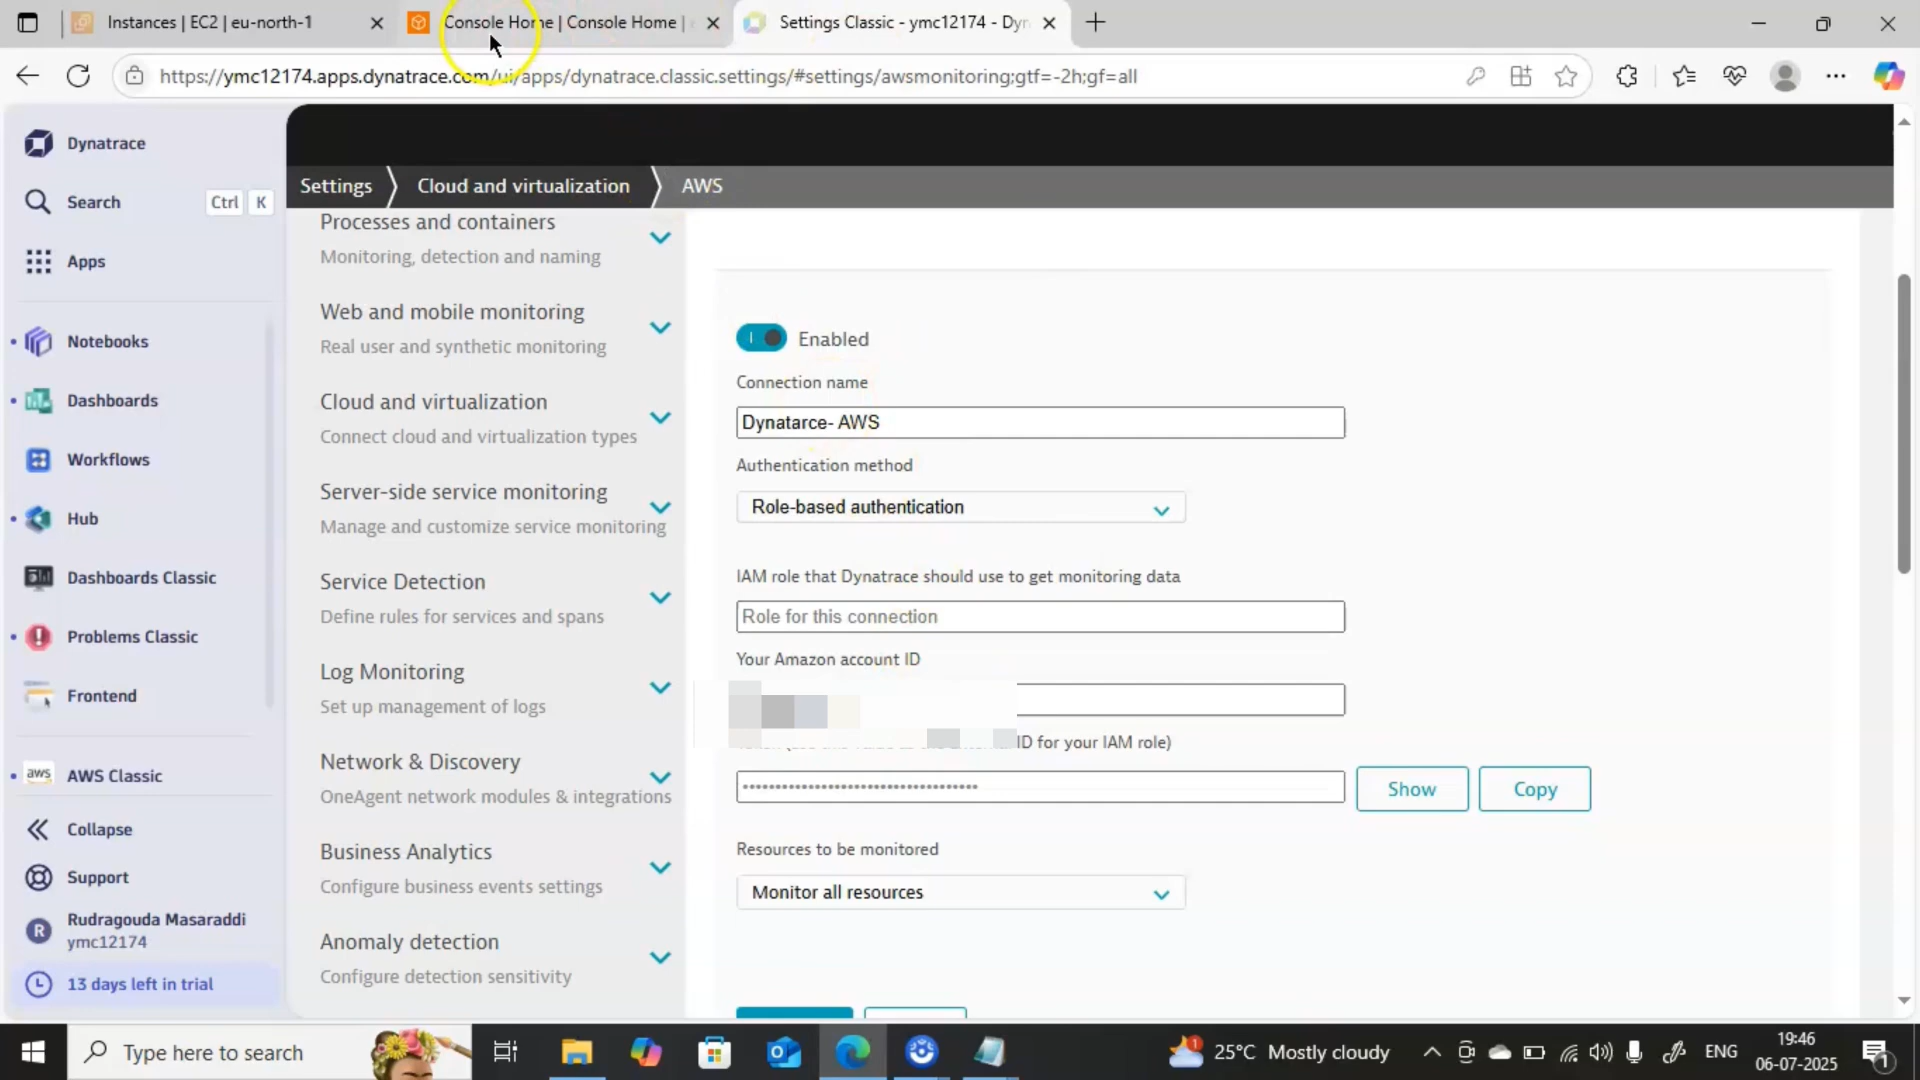 Instances | EC2 | eu-north-1
Console Home | Console Home |
Settings Classic - ymc12174 - Dyn
https://ymc12174.apps.dynatrace.com/ui/apps/dynatrace.classic.settings/#settings/awsmonitoring;gtf=-2h;gf=all
Dynatrace
Search
Ctrl K
Apps
Notebooks
Dashboards
Workflows
Hub
Dashboards Classic
Problems Classic
Frontend
aws AWS Classic
Collapse
Support
R
Rudragouda Masaraddi
ymc12174
13 days left in trial
Settings
Cloud and virtualization
AWS
Processes and containers
Monitoring, detection and naming
Web and mobile monitoring
Real user and synthetic monitoring
Cloud and virtualization
Connect cloud and virtualization types
Server-side service monitoring
Manage and customize service monitoring
Service Detection
Define rules for services and spans
Log Monitoring
Set up management of logs
Network & Discovery
OneAgent network modules & integrations
Business Analytics
Configure business events settings
Anomaly detection
Configure detection sensitivity
Enabled
Connection name
Dynatarce- AWS
Authentication method
Role-based authentication
IAM role that Dynatrace should use to get monitoring data
Role for this connection
Your Amazon account ID
ID for your IAM role)
Show
Copy
Resources to be monitored
Monitor all resources
Type here to search
1
25°C Mostly cloudy
ENG
19:46
06-07-2025
1